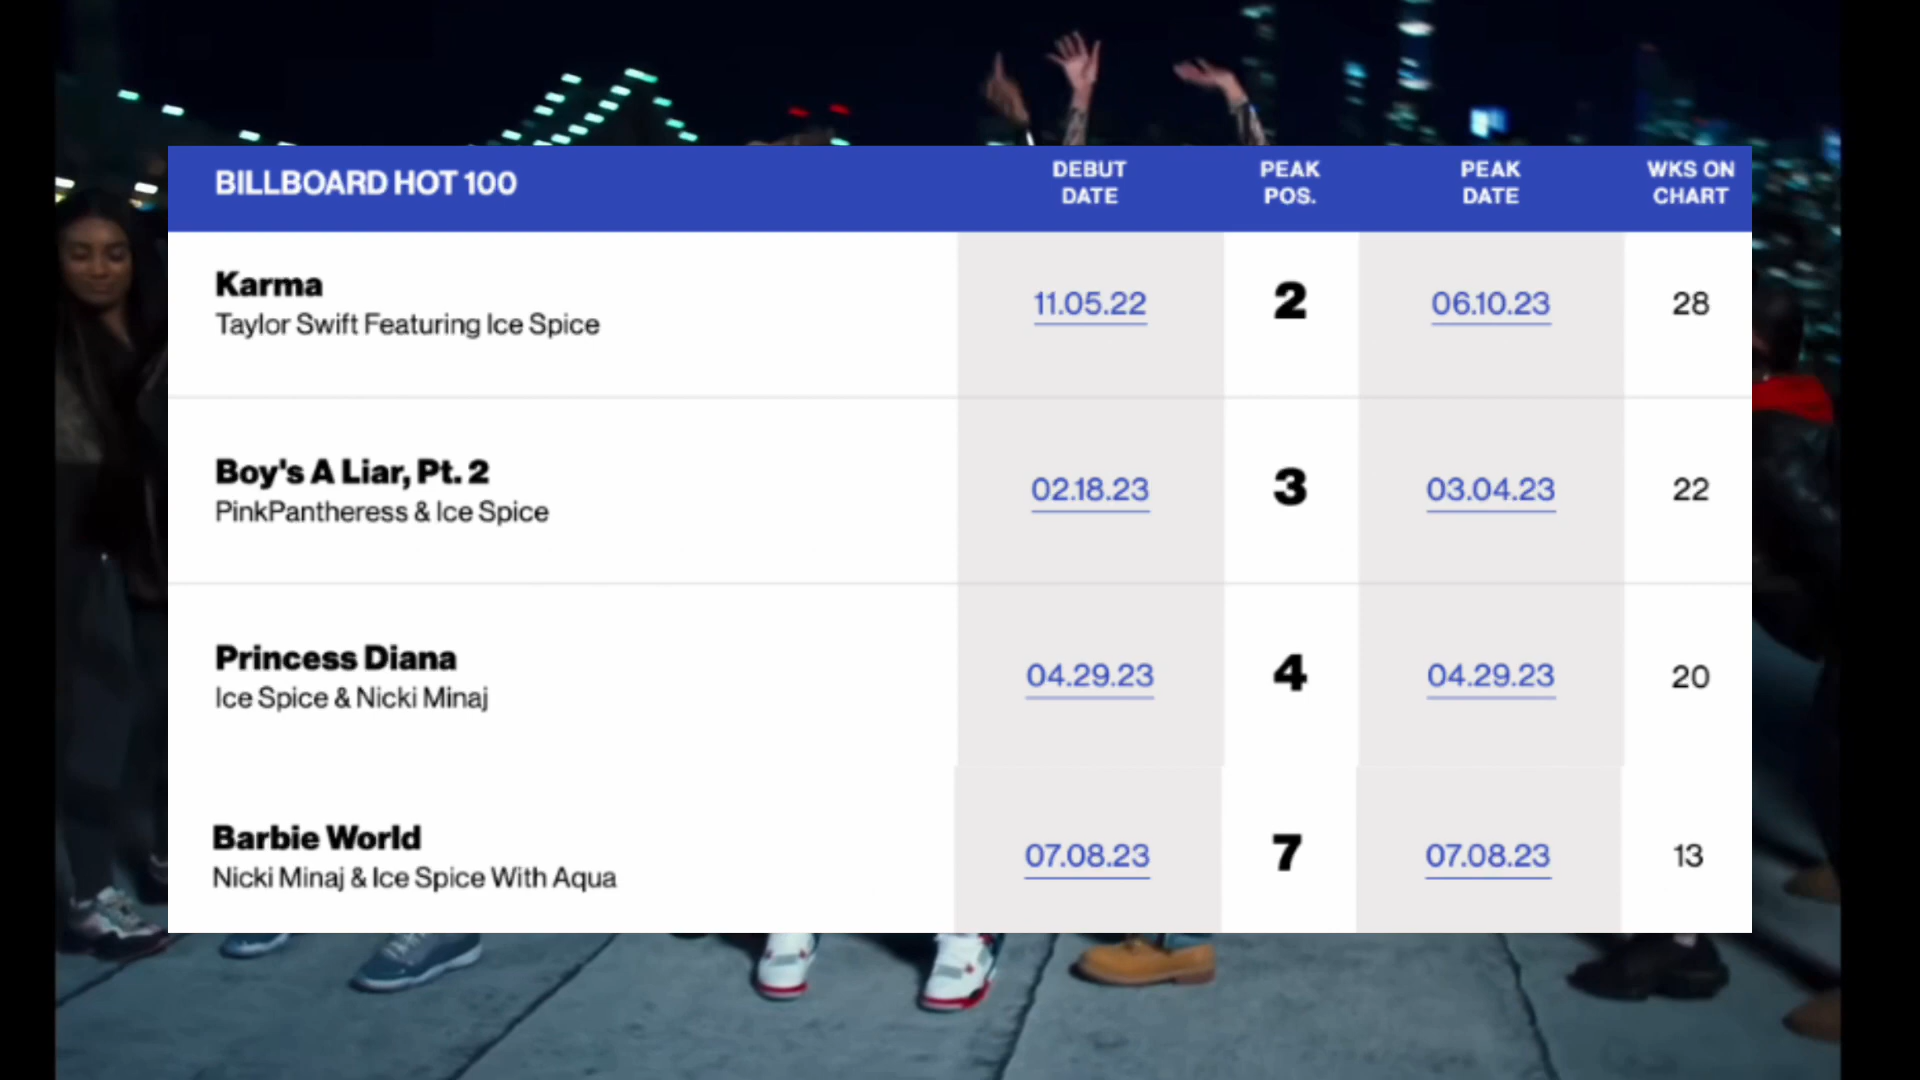 BILLBOARD HOT 100
DEBUT DATE
PEAK POS.
PEAK DATE
WKS ON CHART
Karma
Taylor Swift Featuring Ice Spice
11.05.22
2
06.10.23
28
Boy's A Liar, Pt. 2
PinkPantheress & Ice Spice
02.18.23
3
03.04.23
22
Princess Diana
Ice Spice & Nicki Minaj
04.29.23
4
04.29.23
20
Barbie World
Nicki Minaj & Ice Spice With Aqua
07.08.23
7
07.08.23
13